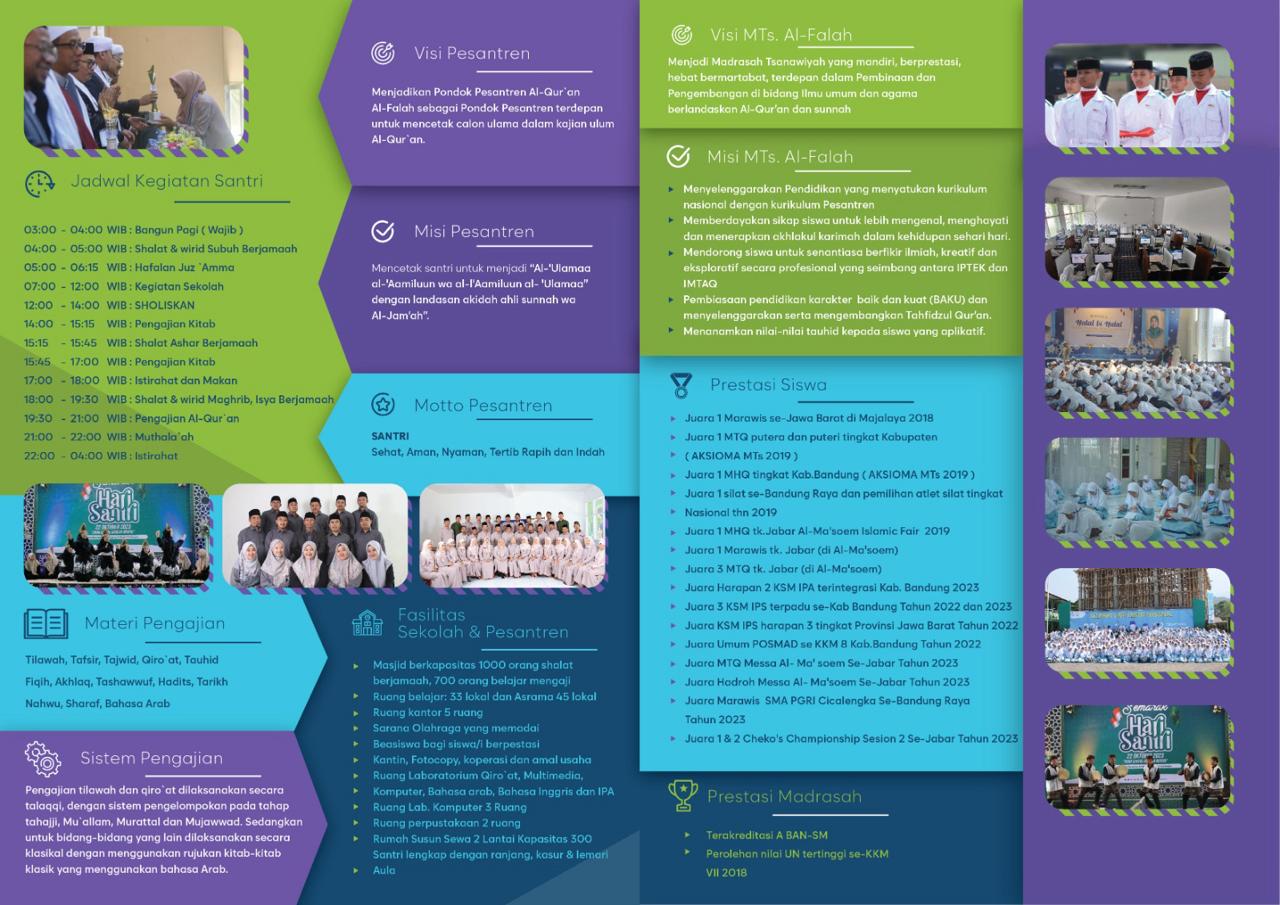 Jadwal Kegiatan Santri
03:00 - 04:00 WIB : Bangun Pagi ( Wajib )
04:00 - 05:00 WIB : Shalat & wirid Subuh Berjamaah
05:00 - 06:15 WIB : Hafalan Juz `Amma
07:00 - 12:00 WIB : Kegiatan Sekolah
12:00 - 14:00 WIB : SHOLISKAN
14:00 - 15:15 WIB : Pengajian Kitab
15:15 - 15:45 WIB : Shalat Ashar Berjamaah
15:45 - 17:00 WIB : Pengajian Kitab
17:00 - 18:00 WIB : Istirahat dan Makan
18:00 - 19:30 WIB : Shalat & wirid Maghrib, Isya Berjamaah
19:30 - 21:00 WIB : Pengajian Al-Qur`an
21:00 - 22:00 WIB : Muthala`ah
22:00 - 04:00 WIB : Istirahat
Visi Pesantren
Menjadikan Pondok Pesantren Al-Qur`an
Al-Falah sebagai Pondok Pesantren terdepan
untuk mencetak calon ulama dalam kajian ulum
Al-Qur`an.
Misi Pesantren
Mencetak santri untuk menjadi “Al-'Ulamaa
al-'Aamiluun wa al-l'Aamiluun al- 'Ulamaa”
dengan landasan akidah ahli sunnah wa
Al-Jam'ah”.
Motto Pesantren
SANTRI
Sehat, Aman, Nyaman, Tertib Rapih dan Indah
Hari
Santri
22 OKTOBER 2023
Materi Pengajian
Tilawah, Tafsir, Tajwid, Qiro`at, Tauhid
Fiqih, Akhlaq, Tashawwuf, Hadits, Tarikh
Nahwu, Sharaf, Bahasa Arab
Sistem Pengajian
Pengajian tilawah dan qiro`at dilaksanakan secara
talaqqi, dengan sistem pengelompokan pada tahap
tahajji, Mu`allam, Murattal dan Mujawwad. Sedangkan
untuk bidang-bidang yang lain dilaksanakan secara
klasikal dengan menggunakan rujukan kitab-kitab
klasik yang menggunakan bahasa Arab.
Fasilitas
Sekolah & Pesantren
Masjid berkapasitas 1000 orang shalat
berjamaah, 700 orang belajar mengaji
Ruang belajar: 33 lokal dan Asrama 45 lokal
Ruang kantor 5 ruang
Sarana Olahraga yang memadai
Beasiswa bagi siswa/i berpestasi
Kantin, Fotocopy, koperasi dan amal usaha
Ruang Laboratorium Qiro`at, Multimedia,
Komputer, Bahasa arab, Bahasa Inggris dan IPA
Ruang Lab. Komputer 3 Ruang
Ruang perpustakaan 2 ruang
Rumah Susun Sewa 2 Lantai Kapasitas 300
Santri lengkap dengan ranjang, kasur & lemari
Aula
Visi MTs. Al-Falah
Menjadi Madrasah Tsanawiyah yang mandiri, berprestasi,
hebat bermartabat, terdepan dalam Pembinaan dan
Pengembangan di bidang Ilmu umum dan agama
berlandaskan Al-Qur'an dan sunnah
Misi MTs. Al-Falah
Menyelenggarakan Pendidikan yang menyatukan kurikulum
nasional dengan kurikulum Pesantren
Memberdayakan sikap siswa untuk lebih mengenal, menghayati
dan menerapkan akhlakul karimah dalam kehidupan sehari hari.
Mendorong siswa untuk senantiasa berfikir ilmiah, kreatif dan
eksploratif secara profesional yang seimbang antara IPTEK dan
IMTAQ
Pembiasaan pendidikan karakter baik dan kuat (BAKU) dan
menyelenggarakan serta mengembangkan Tahfidzul Qur'an.
Menanamkan nilai-nilai tauhid kepada siswa yang aplikatif.
Prestasi Siswa
Juara 1 Marawis se-Jawa Barat di Majalaya 2018
Juara 1 MTQ putera dan puteri tingkat Kabupaten
( AKSIOMA MTs 2019 )
Juara 1 MHQ tingkat Kab.Bandung ( AKSIOMA MTs 2019 )
Juara 1 silat se-Bandung Raya dan pemilihan atlet silat tingkat
Nasional thn 2019
Juara 1 MHQ tk.Jabar Al-Ma'soem Islamic Fair 2019
Juara 1 Marawis tk. Jabar (di Al-Ma'soem)
Juara 3 MTQ tk. Jabar (di Al-Ma'soem)
Juara Harapan 2 KSM IPA terintegrasi Kab. Bandung 2023
Juara 3 KSM IPS terpadu se-Kab Bandung Tahun 2022 dan 2023
Juara KSM IPS harapan 3 tingkat Provinsi Jawa Barat Tahun 2022
Juara Umum POSMAD se KKM 8 Kab.Bandung Tahun 2022
Juara MTQ Messa Al- Ma' soem Se-Jabar Tahun 2023
Juara Hadroh Messa Al- Ma'soem Se-Jabar Tahun 2023
Juara Marawis SMA PGRI Cicalengka Se-Bandung Raya
Tahun 2023
Juara 1 & 2 Cheko's Championship Sesion 2 Se-Jabar Tahun 2023
Prestasi Madrasah
Terakreditasi A BAN-SM
Perolehan nilai UN tertinggi se-KKM
VII 2018
Halal bi Halal
Semarak
Hari
Santri
22 OKTOBER 2023